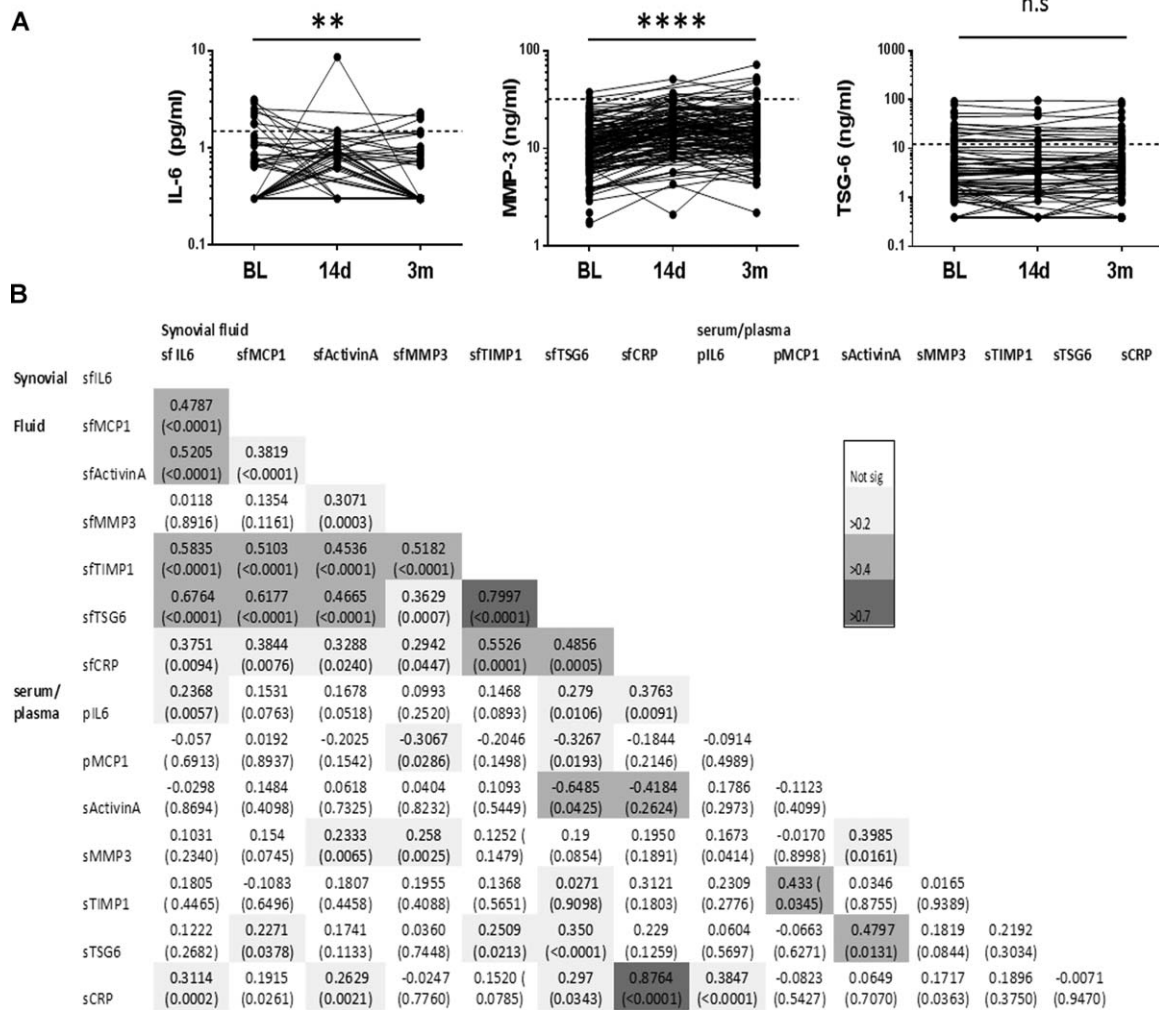 A
**
****
n.s
IL-6 (pg/ml)
10
1
0.1
BL 14d 3m
MMP-3 (ng/ml)
100
10
1
BL 14d 3m
TSG-6 (ng/ml)
1000
100
10
1
0.1
BL 14d 3m
B
Synovial fluid serum/plasma
sf IL6 sfMCP1 sfActivinA sfMMP3 sfTIMP1 sfTSG6 sfCRP pIL6 pMCP1 sActivinA sMMP3 sTIMP1 sTSG6 sCRP
Synovial sfIL6
0.4787
Fluid sfMCP1 (<0.0001)
0.5205 0.3819
sfActivinA (<0.0001) (<0.0001)
0.0118 0.1354 0.3071
sfMMP3 (0.8916) (0.1161) (0.0003)
0.5835 0.5103 0.4536 0.5182
sfTIMP1 (<0.0001) (<0.0001) (<0.0001) (<0.0001)
0.6764 0.6177 0.4665 0.3629 0.7997
sfTSG6 (<0.0001) (<0.0001) (<0.0001) (0.0007) (<0.0001)
0.3751 0.3844 0.3288 0.2942 0.5526 0.4856
sfCRP (0.0094) (0.0076) (0.0240) (0.0447) (0.0001) (0.0005)
serum/ 0.2368 0.1531 0.1678 0.0993 0.1468 0.279 0.3763
plasma pIL6 (0.0057) (0.0763) (0.0518) (0.2520) (0.0893) (0.0106) (0.0091)
-0.057 0.0192 -0.2025 -0.3067 -0.2046 -0.3267 -0.1844 -0.0914
pMCP1 ( 0.6913) (0.8937) (0.1542) (0.0286) (0.1498) (0.0193) (0.2146) (0.4989)
-0.0298 0.1484 0.0618 0.0404 0.1093 -0.6485 -0.4184 0.1786 -0.1123
sActivinA (0.8694) (0.4098) (0.7325) (0.8232) (0.5449) (0.0425) (0.2624) (0.2973) (0.4099)
0.1031 0.154 0.2333 0.258 0.1252 ( 0.19 0.1950 0.1673 -0.0170 0.3985
sMMP3 (0.2340) (0.0745) (0.0065) (0.0025) 0.1479) (0.0854) (0.1891) (0.0414) (0.8998) (0.0161)
0.1805 -0.1083 0.1807 0.1955 0.1368 0.0271 0.3121 0.2309 0.433 ( 0.0346 0.0165
sTIMP1 ( 0.4465) (0.6496) (0.4458) (0.4088) (0.5651) (0.9098) (0.1803) (0.2776) 0.0345) (0.8755) (0.9389)
0.1222 0.2271 0.1741 0.0360 0.2509 0.350 0.229 0.0604 -0.0663 0.4797 0.1819 0.2192
sTSG6 (0.2682) (0.0378) (0.1133) (0.7448) (0.0213) (<0.0001) (0.1259) (0.5697) (0.6271) (0.0131) (0.0844) (0.3034)
0.3114 0.1915 0.2629 -0.0247 0.1520 ( 0.297 0.8764 0.3847 -0.0823 0.0649 0.1717 0.1896 -0.0071
sCRP (0.0002) (0.0261) (0.0021) (0.7760) 0.0785) (0.0343) (<0.0001) (<0.0001) (0.5427) (0.7070) (0.0363) (0.3750) (0.9470)
Not sig
>0.2
>0.4
>0.7